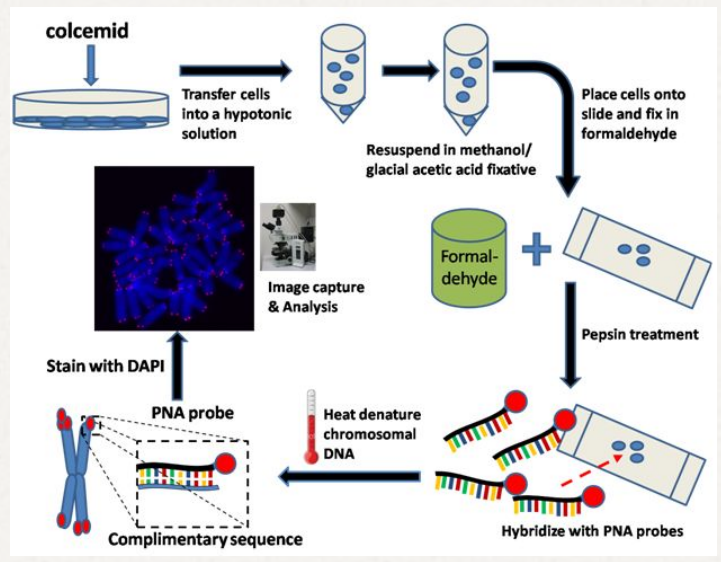 colcemid
Transfer cells
into a hypotonic
solution
Resuspend in methanol/
glacial acetic acid fixative
Place cells onto
slide and fix in
formaldehyde
Formal-
dehyde
Pepsin treatment
Hybridize with PNA probes
Heat denature
chromosomal
DNA
PNA probe
Complimentary sequence
Stain with DAPI
Image capture
& Analysis